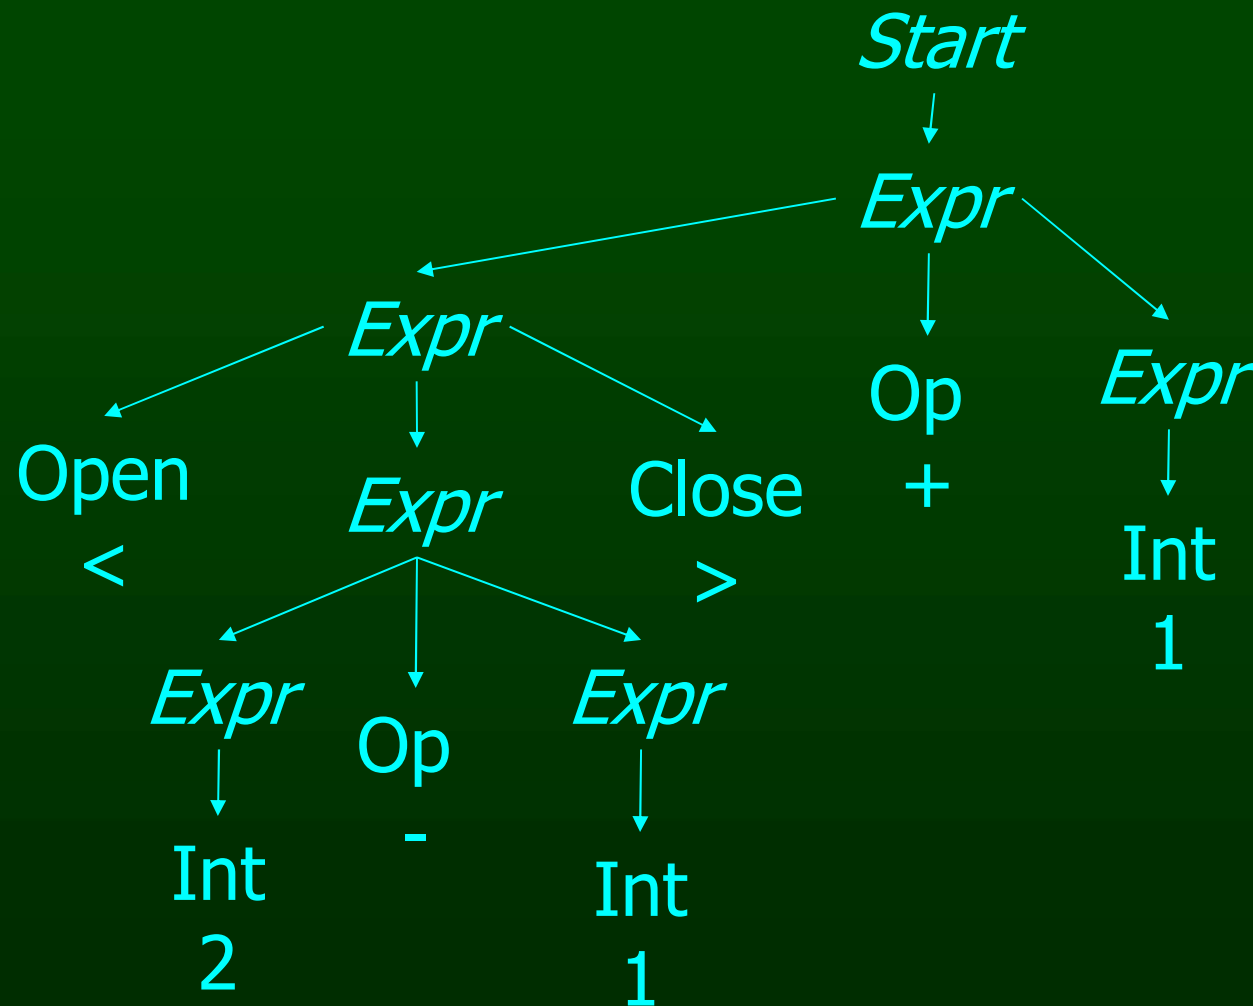 Start
Expr
Expr
Op
+
Expr
Open
<
Expr
Close
>
Int
1
Expr
Op
-
Expr
Int
2
Int
1